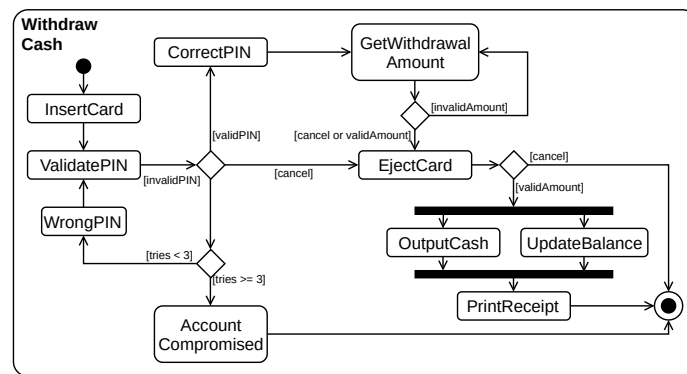 Withdraw
Cash
CorrectPIN
GetWithdrawal
Amount
InsertCard
[invalidAmount]
[validPIN]
[cancel or validAmount]
[cancel]
ValidatePIN
[invalidPIN]
[cancel]
EjectCard
[validAmount]
WrongPIN
OutputCash
UpdateBalance
[tries < 3]
[tries >= 3]
PrintReceipt
Account
Compromised